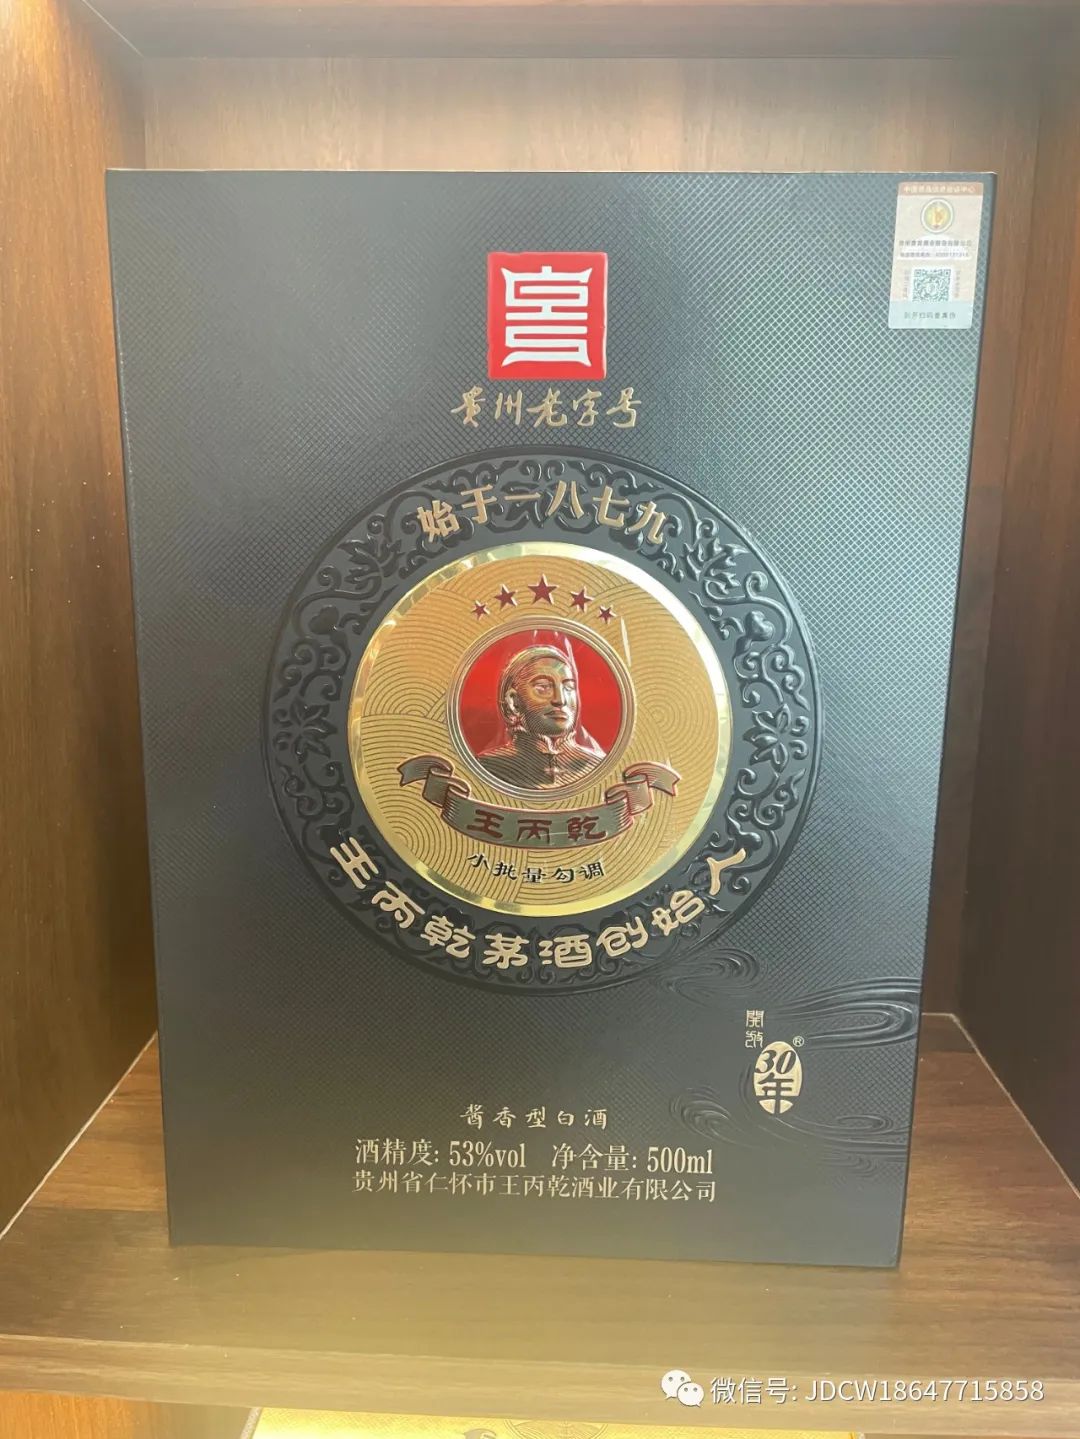 贵州老字号
始于一八七九
王丙乾
小批量勾调
王丙乾茅酒创始人
開啟
30年®
酱香型白酒
酒精度: 53%vol 净含量: 500ml
贵州省仁怀市王丙乾酒业有限公司
微信号: JDCW18647715858